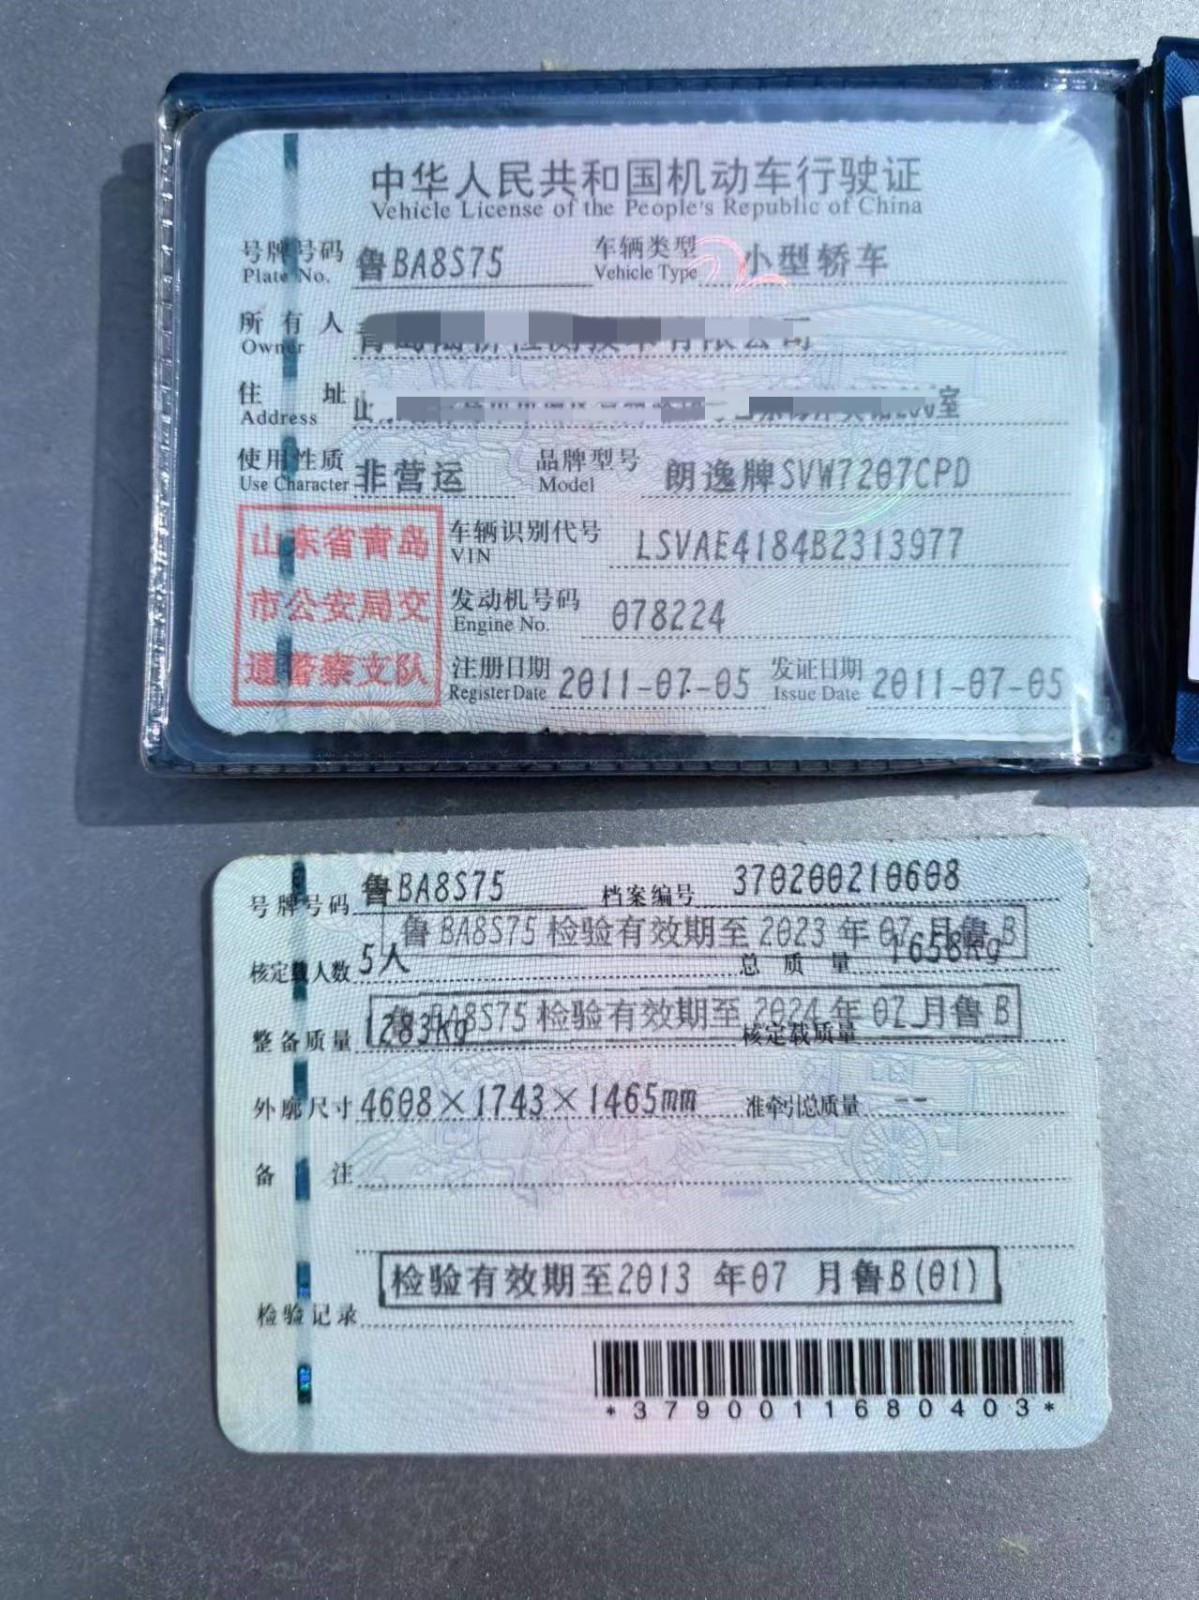 中华人民共和国机动车行驶证
Vehicle License of the People's Republic of China
号牌号码 鲁BA8S75 车辆类型 小型轿车
Plate No. Vehicle Type
所有人
Owner
住址 室
Address
使用性质 非营运 品牌型号 朗逸牌SVW7207CPD
Use Character Model
山东省青岛
市公安局交
通警察支队
车辆识别代号 LSVAE4184B2313977
VIN
发动机号码 078224
Engine No.
注册日期 2011-07-05 发证日期 2011-07-05
Register Date Issue Date
号牌号码 鲁BA8S75 档案编号 370200210608
鲁BA8S75检验有效期至2023年07月鲁B
核定载人数 5人 总质量 1658kg
鲁BA8S75检验有效期至2024年07月鲁B
整备质量 1283kg 核定载质量
外廓尺寸 4608×1743×1465mm 准牵引总质量 --
备注
检验有效期至2013年07月鲁B(01)
检验记录
*3790011680403*